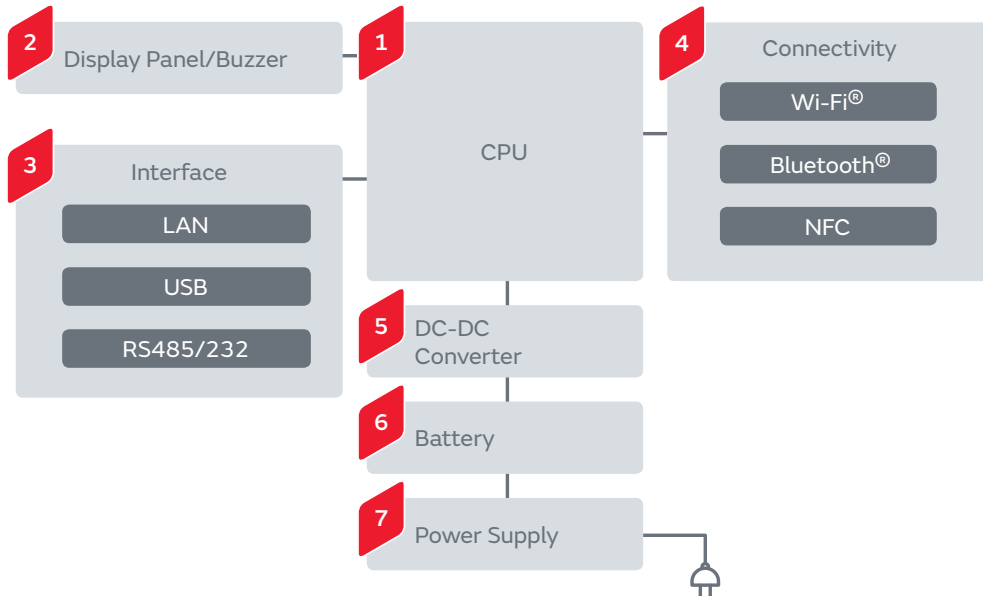 2
Display Panel/Buzzer
1
CPU
4
Connectivity
Wi-Fi®
Bluetooth®
NFC
3
Interface
LAN
USB
RS485/232
5
DC-DC
Converter
6
Battery
7
Power Supply